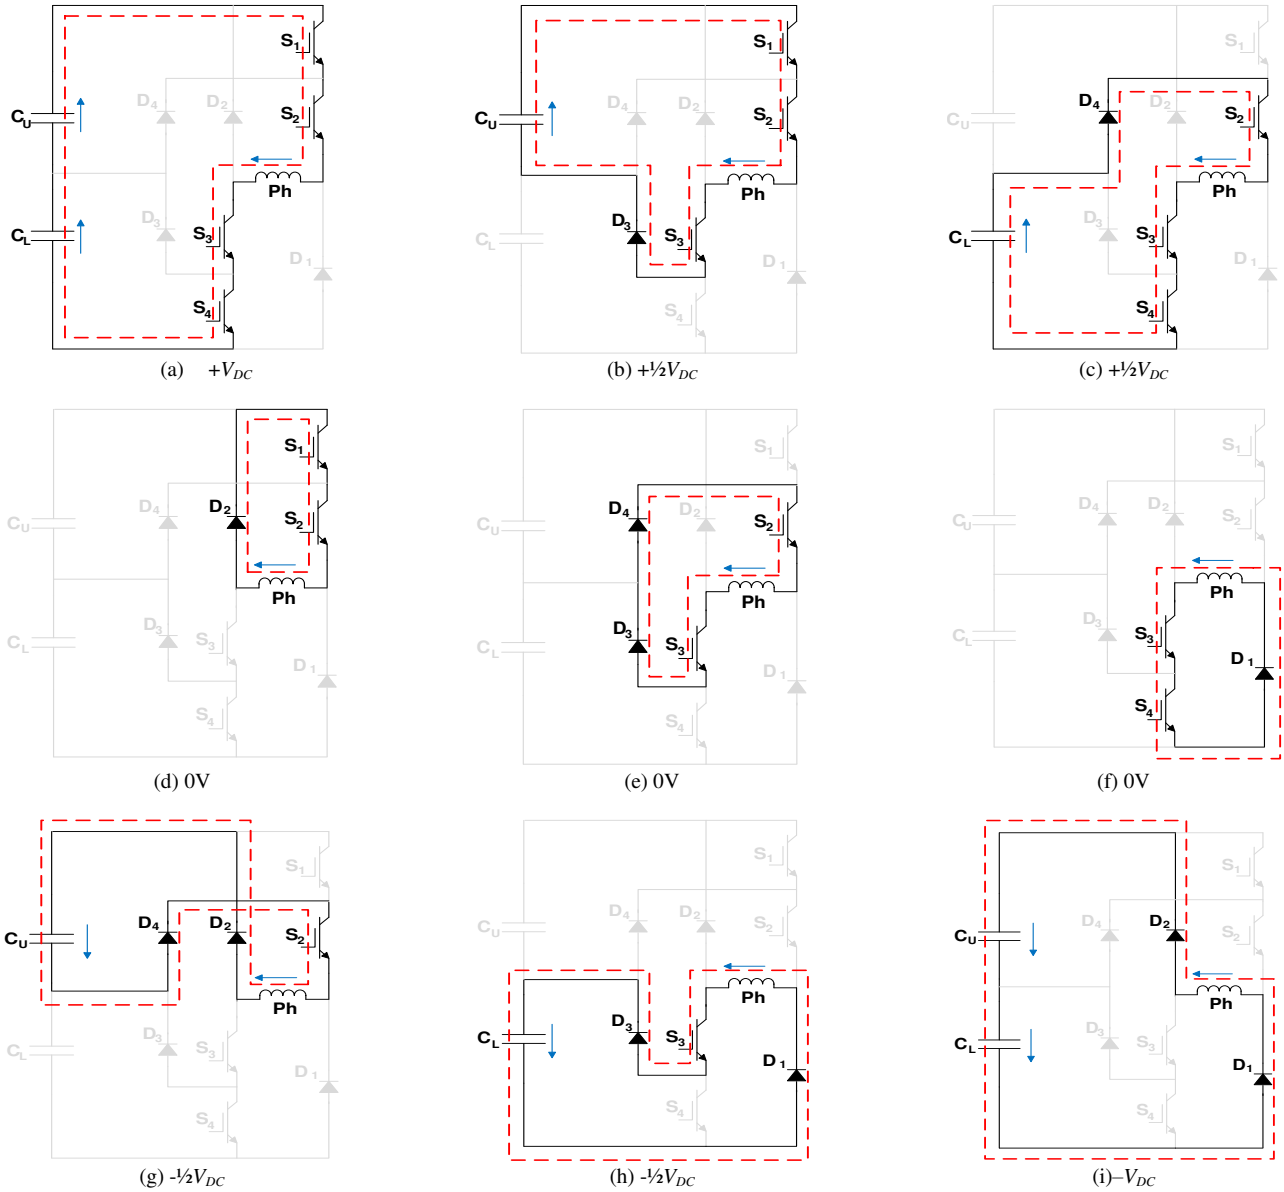 S1
D4 D2
CU S2
Ph
CL D3 S3
D1
S4
(a) +VDC
S1
D4 D2
CU S2
Ph
CL D3 S3
D1
S4
(b) +½VDC
S1
D4 D2
CU S2
Ph
CL D3 S3
D1
S4
(c) +½VDC
S1
D4 D2
CU S2
Ph
CL D3 S3
D1
S4
(d) 0V
S1
D4 D2
CU S2
Ph
CL D3 S3
D1
S4
(e) 0V
S1
D4 D2
CU S2
Ph
CL D3 S3
D1
S4
(f) 0V
S1
D4 D2
CU S2
Ph
CL D3 S3
D1
S4
(g) -½VDC
S1
D4 D2
CU S2
Ph
CL D3 S3
D1
S4
(h) -½VDC
S1
D4 D2
CU S2
Ph
CL D3 S3
D1
S4
(i)–VDC